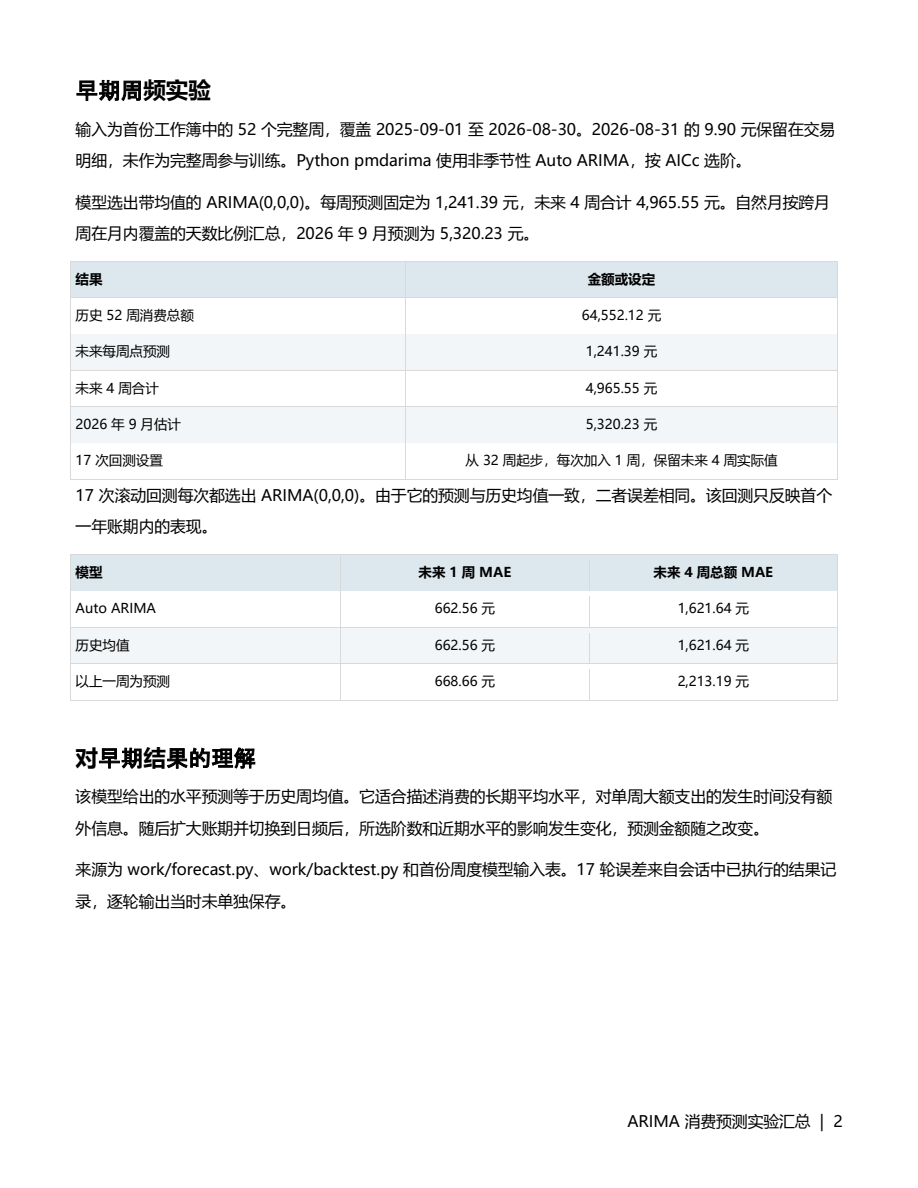 早期周频实验
输入为首份工作簿中的 52 个完整周，覆盖 2025-09-01 至 2026-08-30。2026-08-31 的 9.90 元保留在交易
明细，未作为完整周参与训练。Python pmdarima 使用非季节性 Auto ARIMA，按 AICc 选阶。
模型选出带均值的 ARIMA(0,0,0)。每周预测固定为 1,241.39 元，未来 4 周合计 4,965.55 元。自然月按跨月
周在月内覆盖的天数比例汇总，2026 年 9 月预测为 5,320.23 元。
结果 金额或设定
历史 52 周消费总额 64,552.12 元
未来每周点预测 1,241.39 元
未来 4 周合计 4,965.55 元
2026 年 9 月估计 5,320.23 元
17 次回测设置 从 32 周起步，每次加入 1 周，保留未来 4 周实际值
17 次滚动回测每次都选出 ARIMA(0,0,0)。由于它的预测与历史均值一致，二者误差相同。该回测只反映首个
一年账期内的表现。
模型 未来 1 周 MAE 未来 4 周总额 MAE
Auto ARIMA 662.56 元 1,621.64 元
历史均值 662.56 元 1,621.64 元
以上一周为预测 668.66 元 2,213.19 元
对早期结果的理解
该模型给出的水平预测等于历史周均值。它适合描述消费的长期平均水平，对单周大额支出的发生时间没有额
外信息。随后扩大账期并切换到日频后，所选阶数和近期水平的影响发生变化，预测金额随之改变。
来源为 work/forecast.py、work/backtest.py 和首份周度模型输入表。17 轮误差来自会话中已执行的结果记
录，逐轮输出当时未单独保存。
ARIMA 消费预测实验汇总 | 2